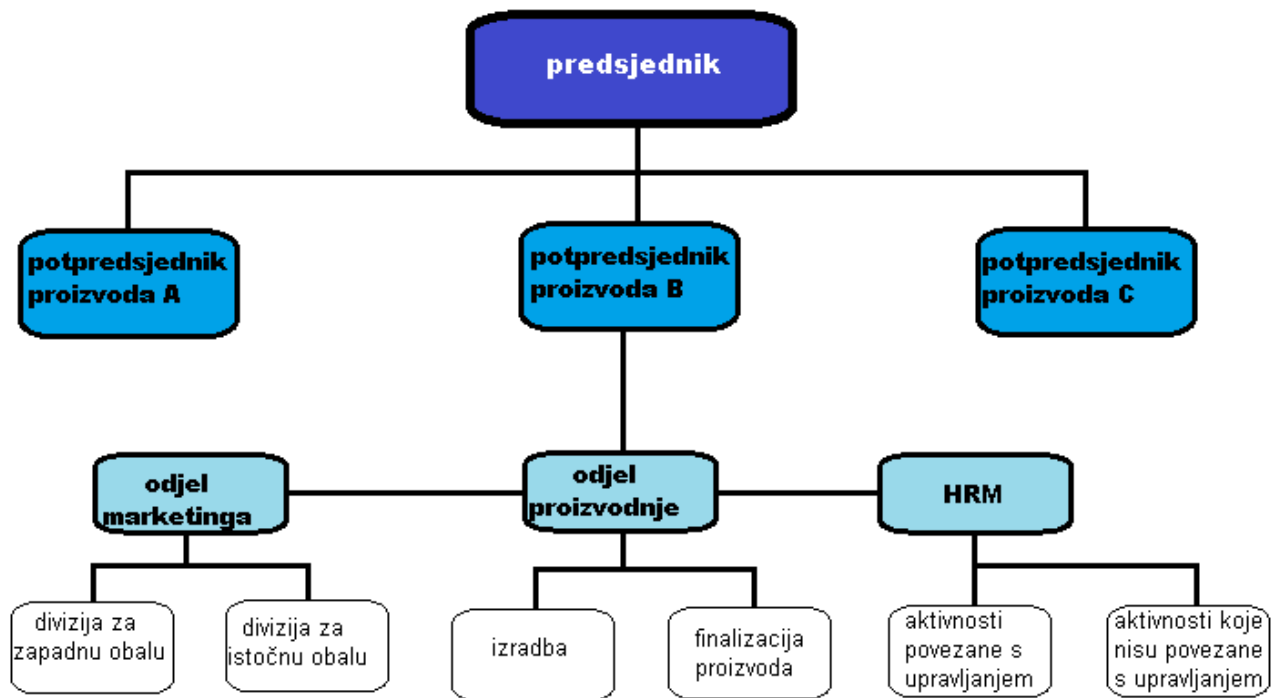 predsjednik
potpredsjednik
proizvoda A
potpredsjednik
proizvoda B
potpredsjednik
proizvoda C
odjel
marketinga
odjel
proizvodnje
HRM
divizija za
zapadnu obalu
divizija za
istočnu obalu
izradba
finalizacija
proizvoda
aktivnosti
povezane s
upravljanjem
aktivnosti koje
nisu povezane
s upravljanjem